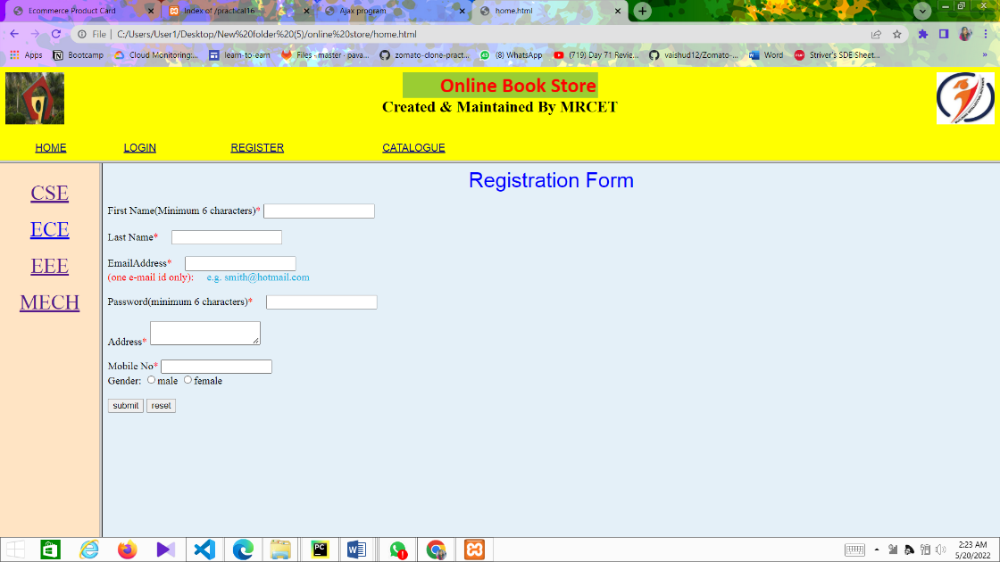 Ecommerce Product Card
Index of /practical16
Ajax program
home.html
File C:/Users/User1/Desktop/New%20folder%20(5)/online%20store/home.html
Apps Bootcamp Cloud Monitoring:... learn-to-earn Files · master · pava... zomato-clone-pract... (8) WhatsApp (719) Day 71 Revie... vaishud12/Zomato-... Word Striver's SDE Sheet... »
Online Book Store
Created & Maintained By MRCET
HOME LOGIN REGISTER CATALOGUE
CSE
ECE
EEE
MECH
Registration Form
First Name(Minimum 6 characters)*
Last Name*
EmailAddress*
(one e-mail id only): e.g. smith@hotmail.com
Password(minimum 6 characters)*
Address*
Mobile No*
Gender: male female
submit reset
PC
2:23 AM
5/20/2022